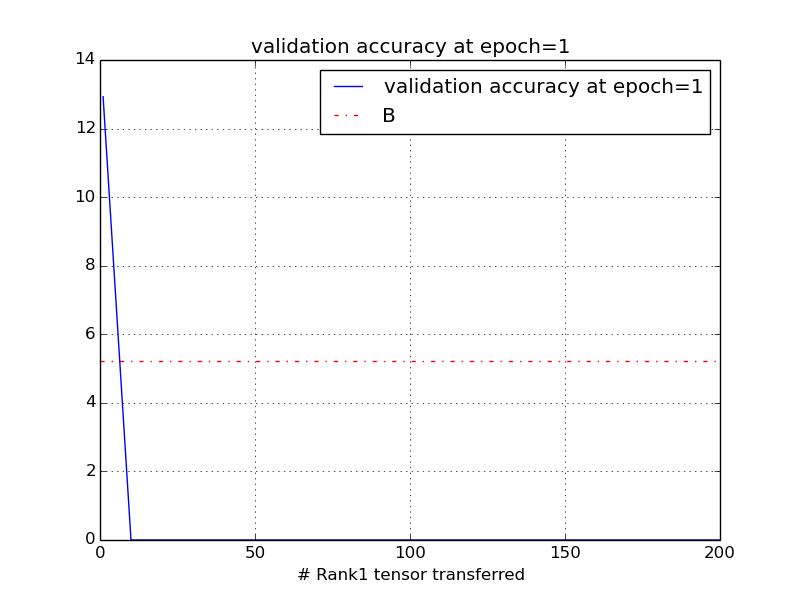 validation accuracy at epoch=1
14
12
10
8
6
4
2
0
validation accuracy at epoch=1
B
0 50 100 150 200
# Rank1 tensor transferred